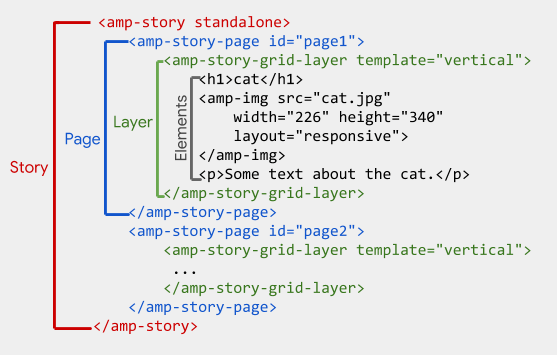 <amp-story standalone>
<amp-story-page id="page1">
<amp-story-grid-layer template="vertical">
<h1>cat</h1>
<amp-img src="cat.jpg"
width="226" height="340"
layout="responsive">
</amp-img>
<p>Some text about the cat.</p>
</amp-story-grid-layer>
</amp-story-page>
<amp-story-page id="page2">
<amp-story-grid-layer template="vertical">
...
</amp-story-grid-layer>
</amp-story-page>
</amp-story>
Story
Page
Layer
Elements